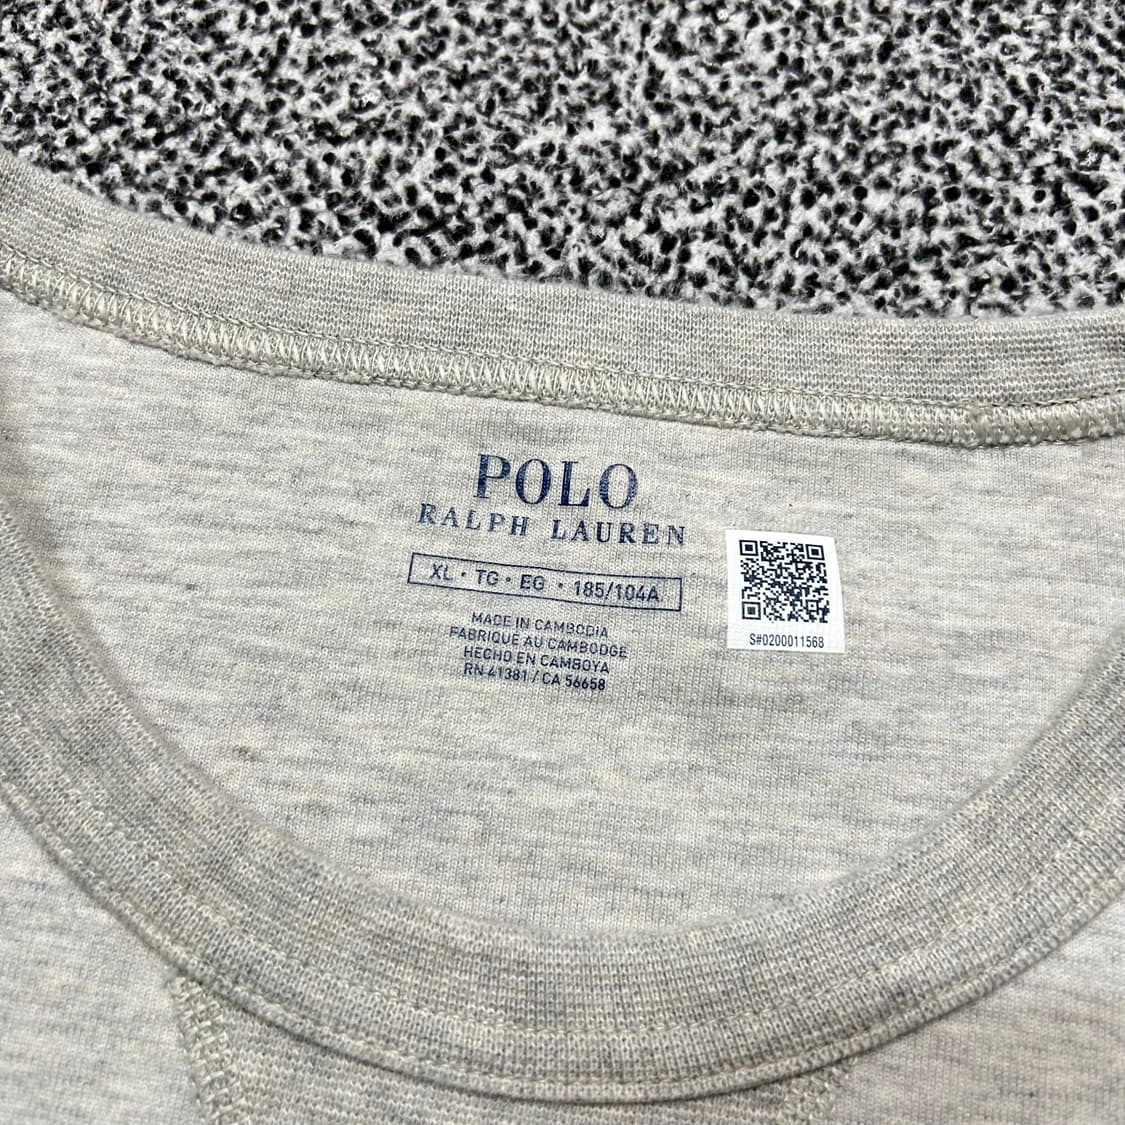 POLO
RALPH LAUREN
XL • TG • EG • 185/104A
MADE IN CAMBODIA
FABRIQUE AU CAMBODGE
HECHO EN CAMBOYA
RN 41381 / CA 56658
S#0200011568